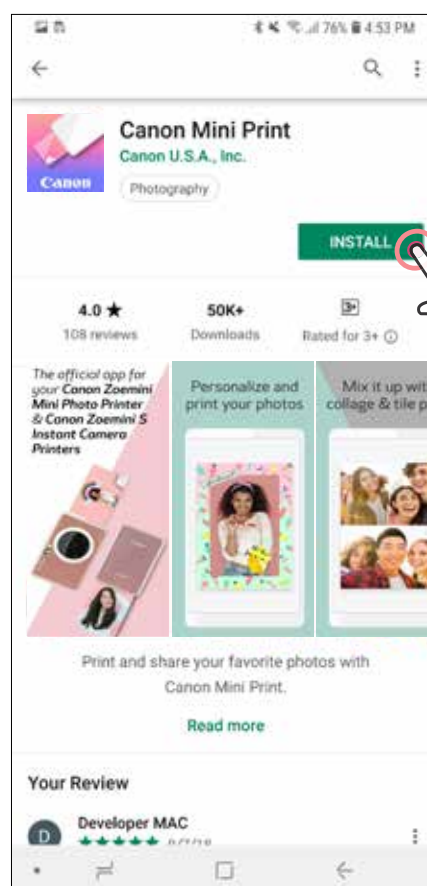 76% 4:53 PM
Canon Mini Print
Canon U.S.A., Inc.
Canon
Photography
INSTALL
4.0 ★
50K+
3+
108 reviews
Downloads
Rated for 3+
The official app for
your Canon Zoemini
Mini Photo Printer
& Canon Zoemini S
Instant Camera
Printers
Personalize and
print your photos
Mix it up wit
collage & tile p
Print and share your favorite photos with
Canon Mini Print.
Read more
Your Review
D
Developer MAC